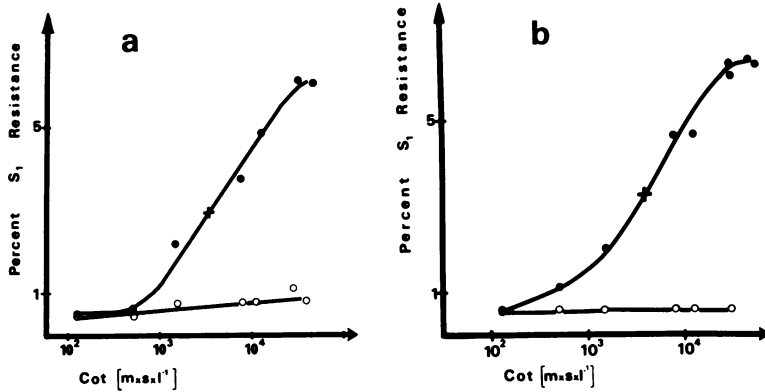 a
Percent S₁ Resistance
5
1
10² 10³ 10⁴
Cot [m×s×l⁻¹]
b
Percent S₁ Resistance
5
1
10² 10³ 10⁴
Cot [m×s×l⁻¹]